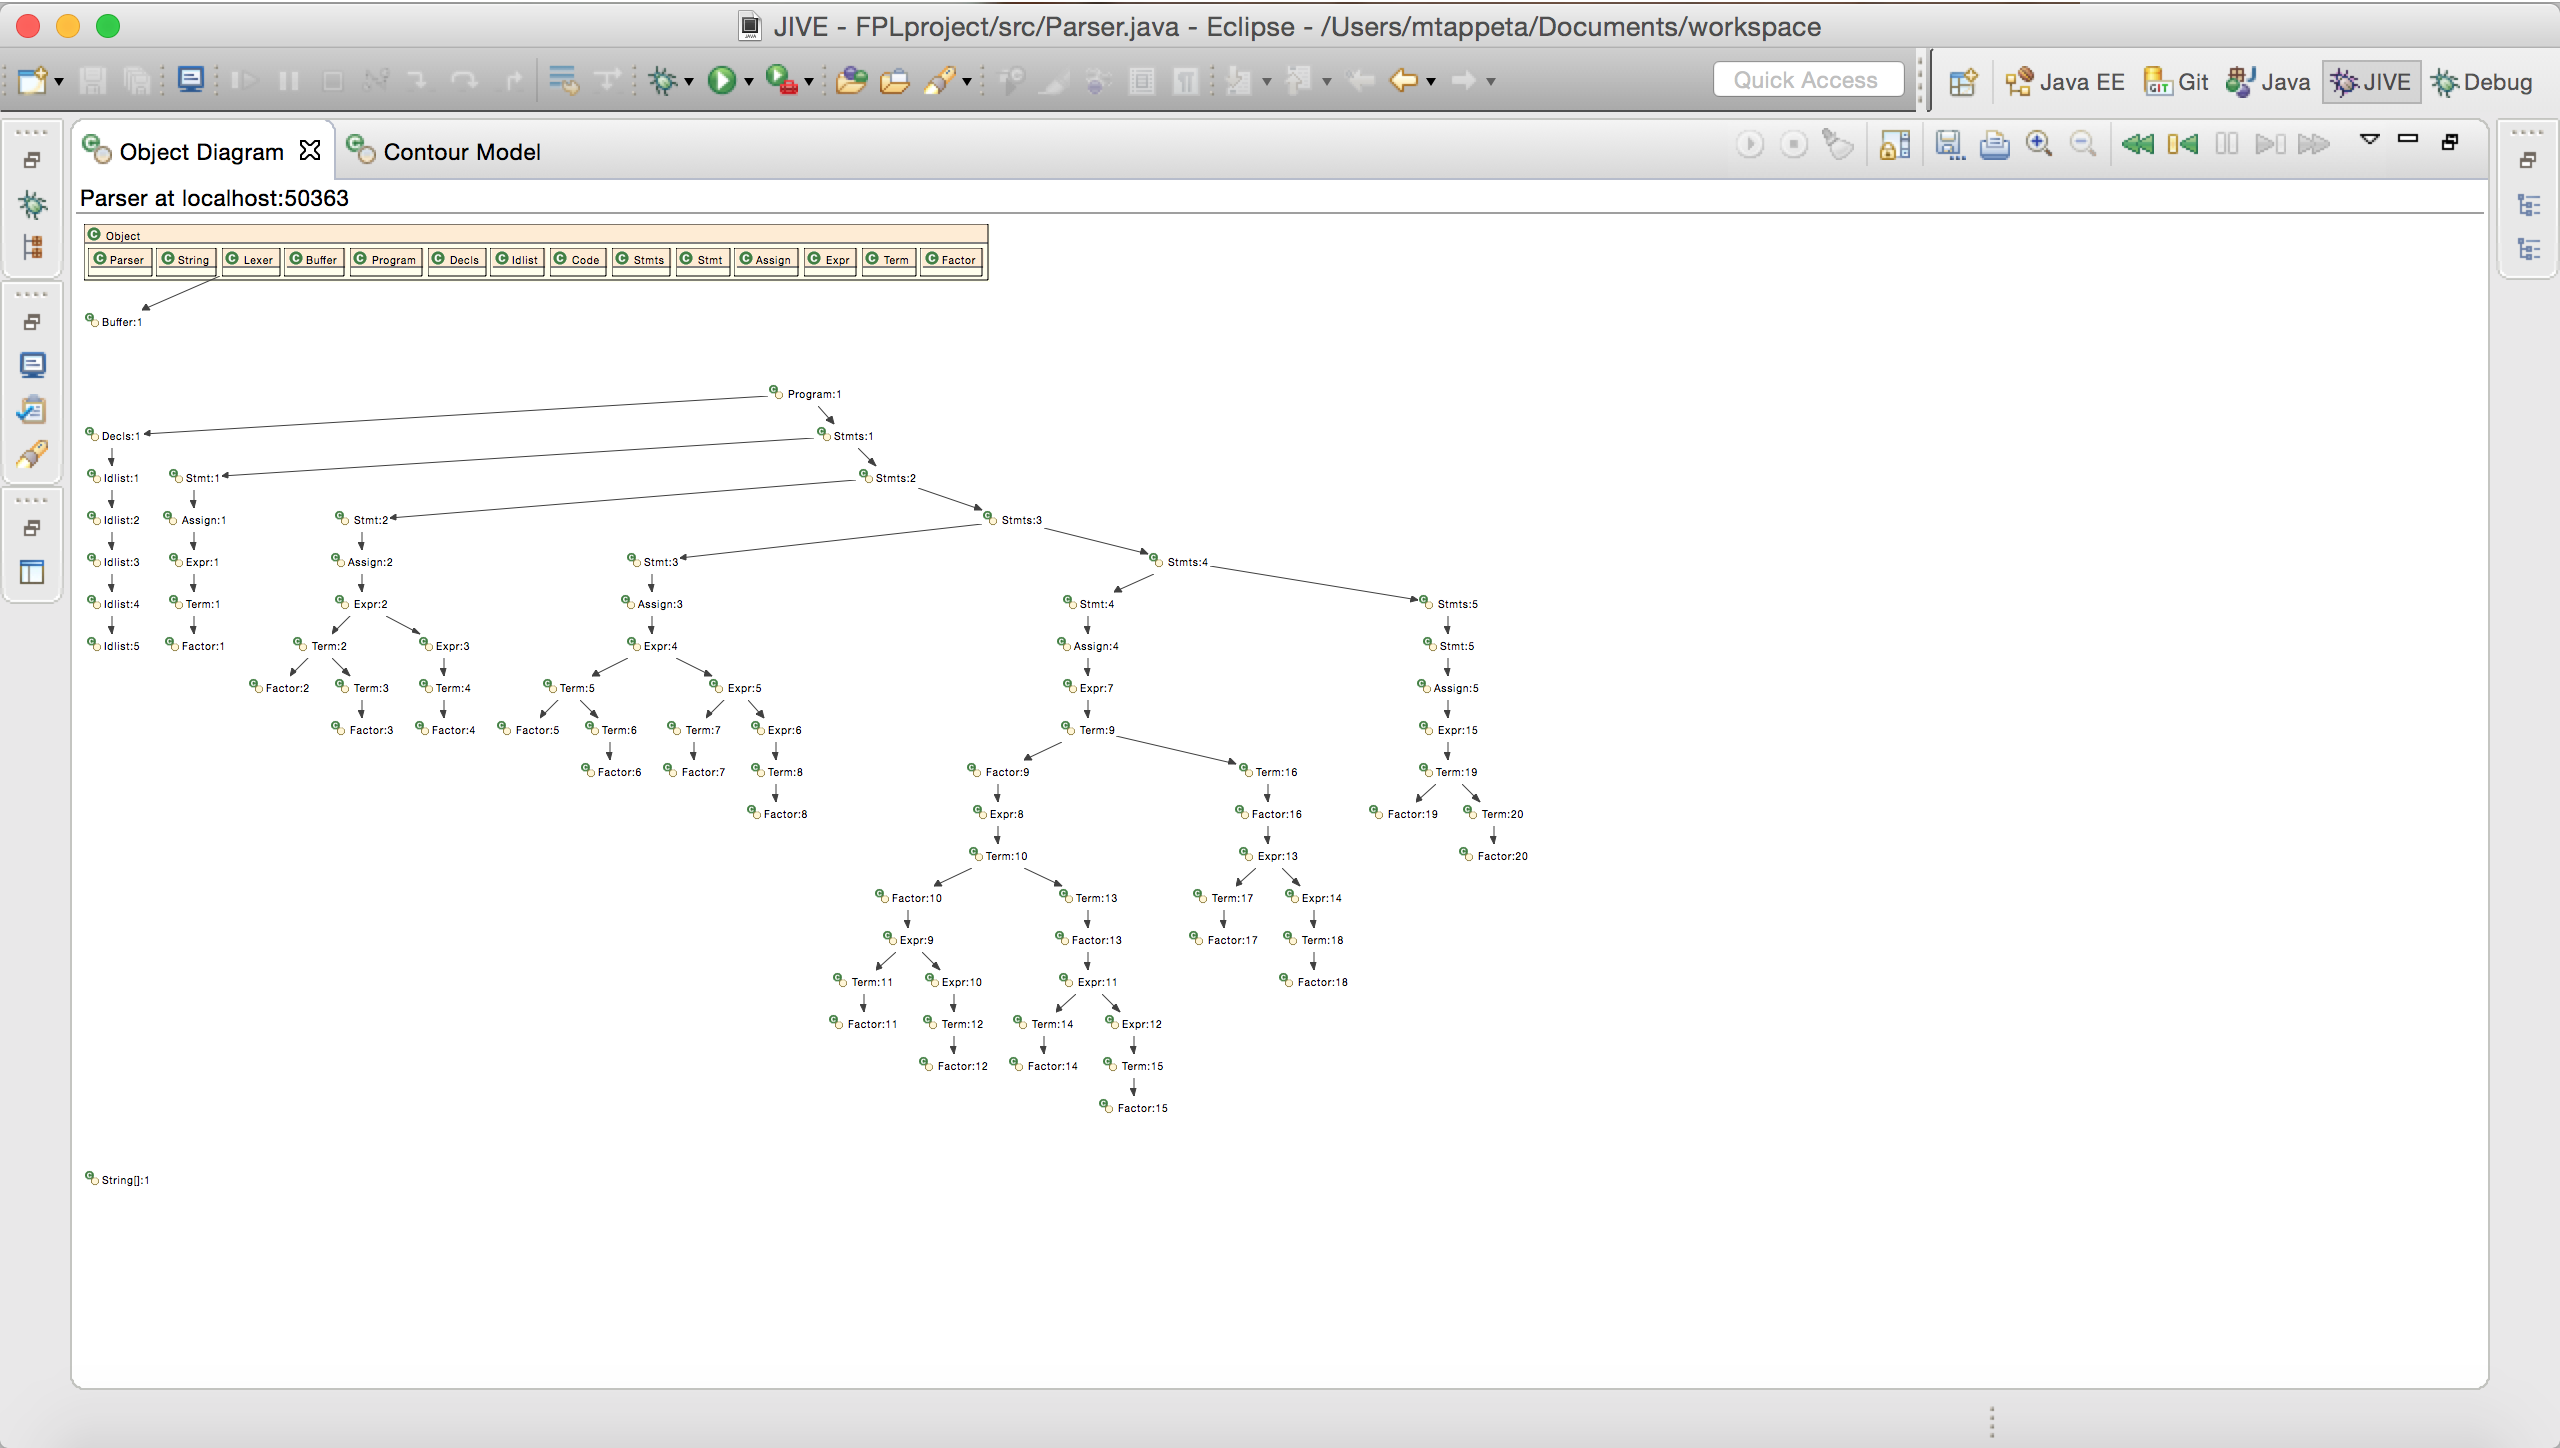 JIVE - FPLproject/src/Parser.java - Eclipse - /Users/mtappeta/Documents/workspace
Quick Access Java EE Git Java JIVE Debug
Object Diagram Contour Model
Parser at localhost:50363
Object
Parser String Lexer Buffer Program Decls Idlist Code Stmts Stmt Assign Expr Term Factor
Buffer:1
Program:1
Decls:1 Stmts:1
Idlist:1 Stmt:1 Stmts:2
Idlist:2 Assign:1 Stmt:2 Stmts:3
Idlist:3 Expr:1 Assign:2 Stmt:3 Stmts:4
Idlist:4 Term:1 Expr:2 Assign:3 Stmt:4 Stmts:5
Idlist:5 Factor:1 Term:2 Expr:3 Expr:4 Assign:4 Stmt:5
Factor:2 Term:3 Term:4 Term:5 Expr:5 Expr:7 Assign:5
Factor:3 Factor:4 Factor:5 Term:6 Term:7 Expr:6 Term:9 Expr:15
Factor:6 Factor:7 Term:8 Factor:9 Term:16 Term:19
Factor:8 Expr:8 Factor:16 Factor:19 Term:20
Term:10 Expr:13 Factor:20
Factor:10 Term:13 Term:17 Expr:14
Expr:9 Factor:13 Factor:17 Term:18
Term:11 Expr:10 Expr:11 Factor:18
Factor:11 Term:12 Term:14 Expr:12
Factor:12 Factor:14 Term:15
Factor:15
String[]:1